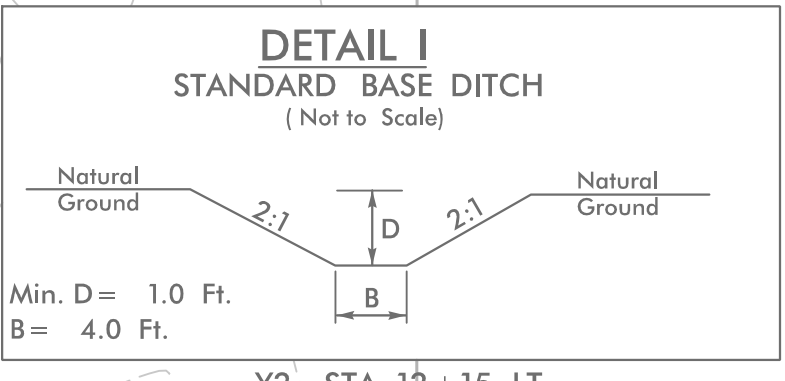 DETAIL I
STANDARD BASE DITCH
( Not to Scale)
Natural
Ground
2:1
D
2:1
Natural
Ground
Min. D = 1.0 Ft.
B
B = 4.0 Ft.